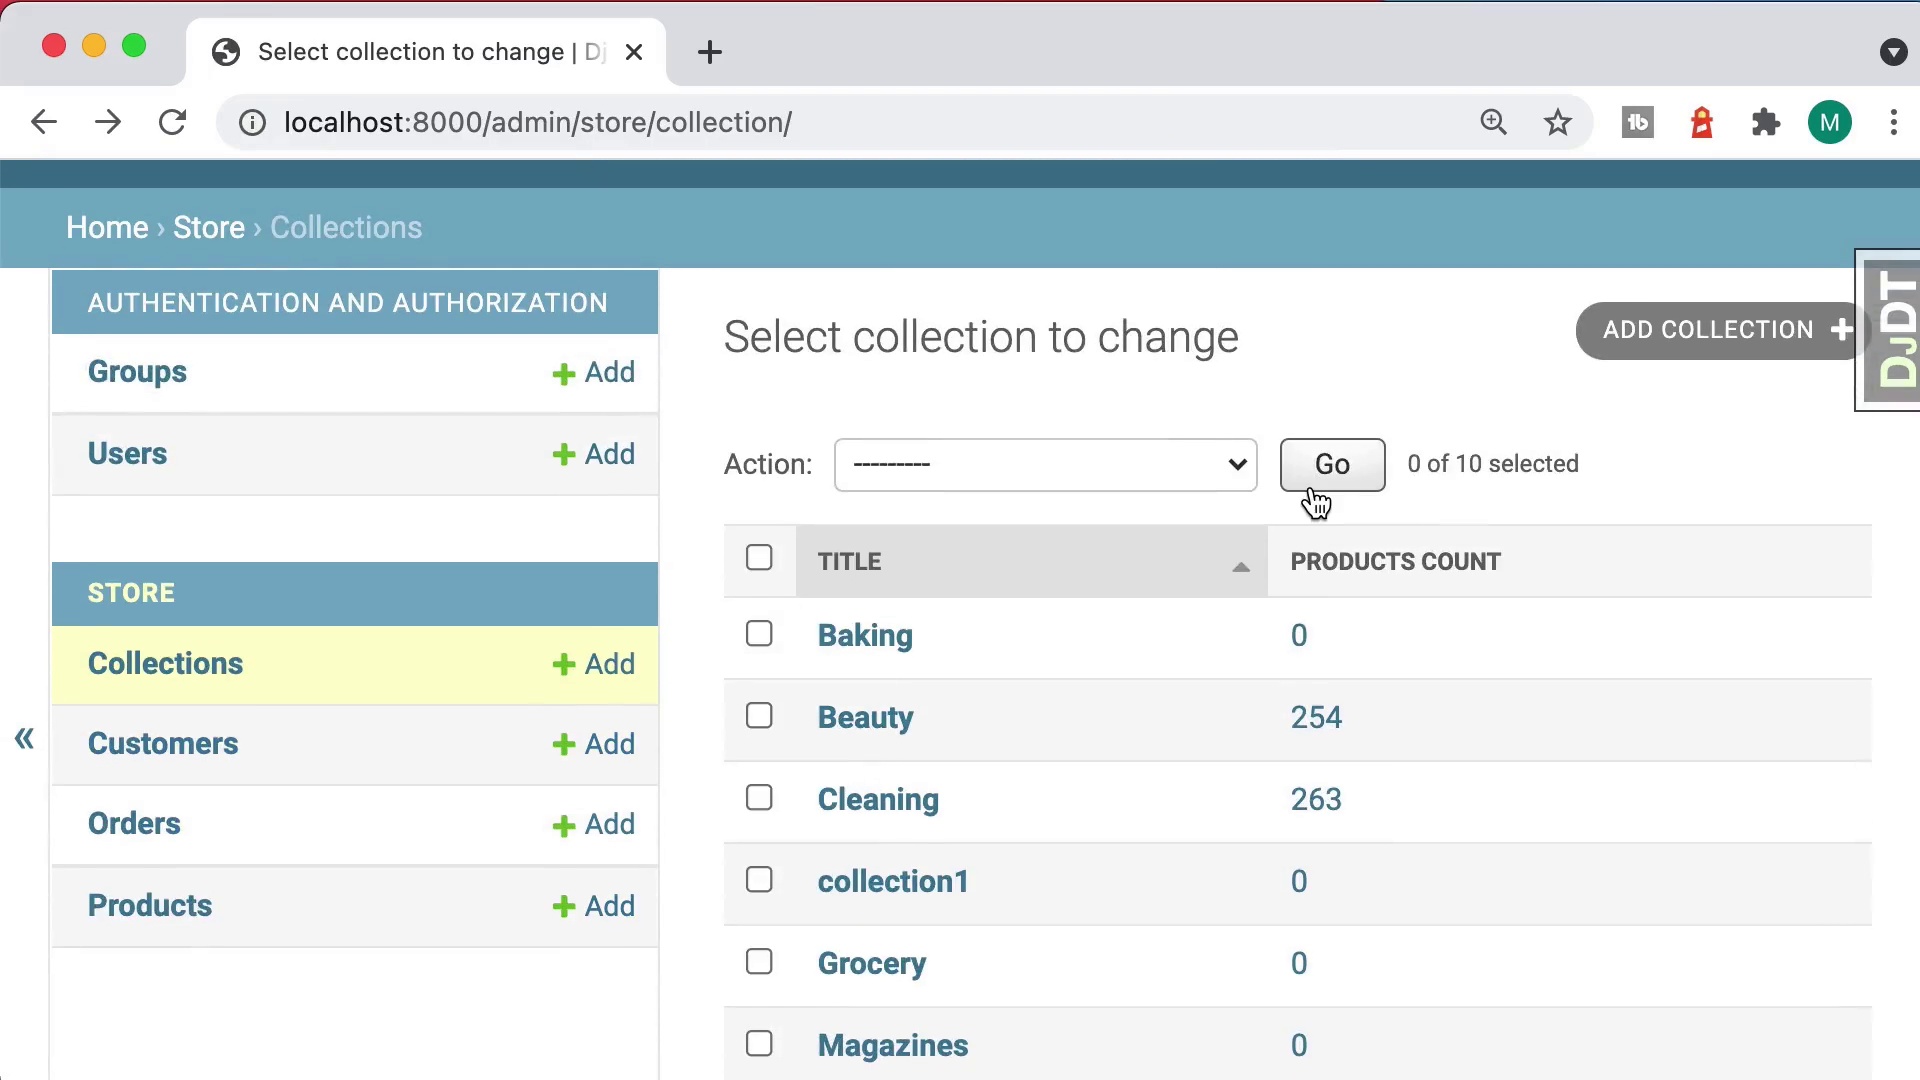 Select collection to change | Dj
localhost:8000/admin/store/collection/
M
Home › Store › Collections
DJDT
AUTHENTICATION AND AUTHORIZATION
Groups
Add
Users
Add
STORE
Collections
Add
Customers
Add
Orders
Add
Products
Add
«
Select collection to change
ADD COLLECTION +
Action:
---------
Go
0 of 10 selected
TITLE
PRODUCTS COUNT
Baking
0
Beauty
254
Cleaning
263
collection1
0
Grocery
0
Magazines
0